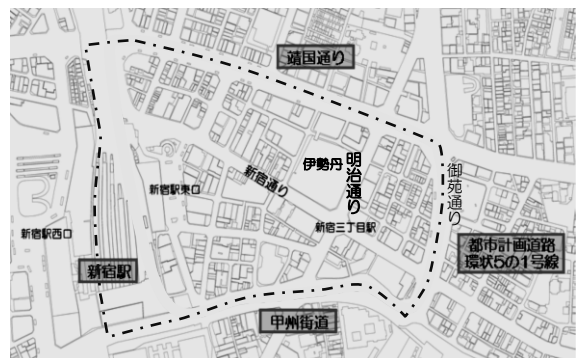 靖国通り
伊勢丹
明治通り
御苑通り
新宿通り
新宿駅東口
新宿三丁目駅
新宿駅西口
都市計画道路
環状5の1号線
新宿駅
甲州街道